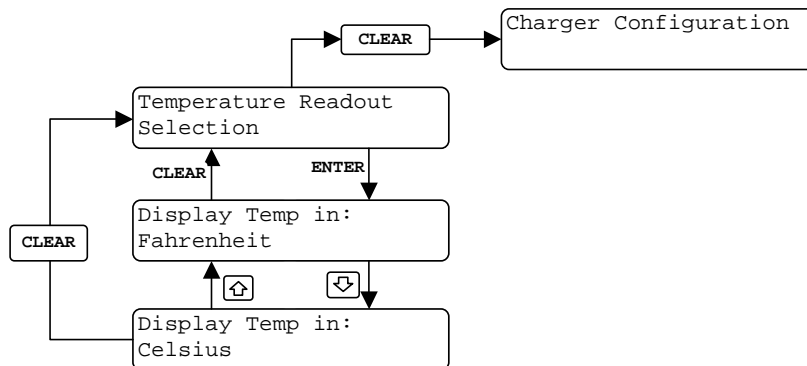 CLEAR
Charger Configuration
Temperature Readout
Selection
CLEAR
ENTER
Display Temp in:
Fahrenheit
CLEAR
Display Temp in:
Celsius